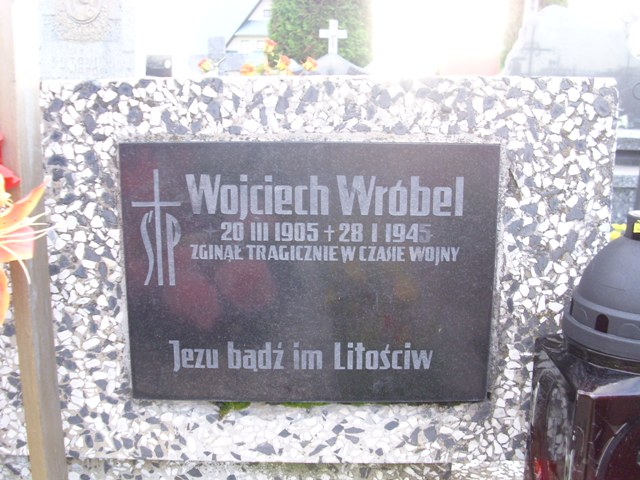 ŚP
Wojciech Wróbel
20 III 1905 + 28 I 1945
ZGINĄŁ TRAGICZNIE W CZASIE WOJNY
Jezu bądź im Litościw